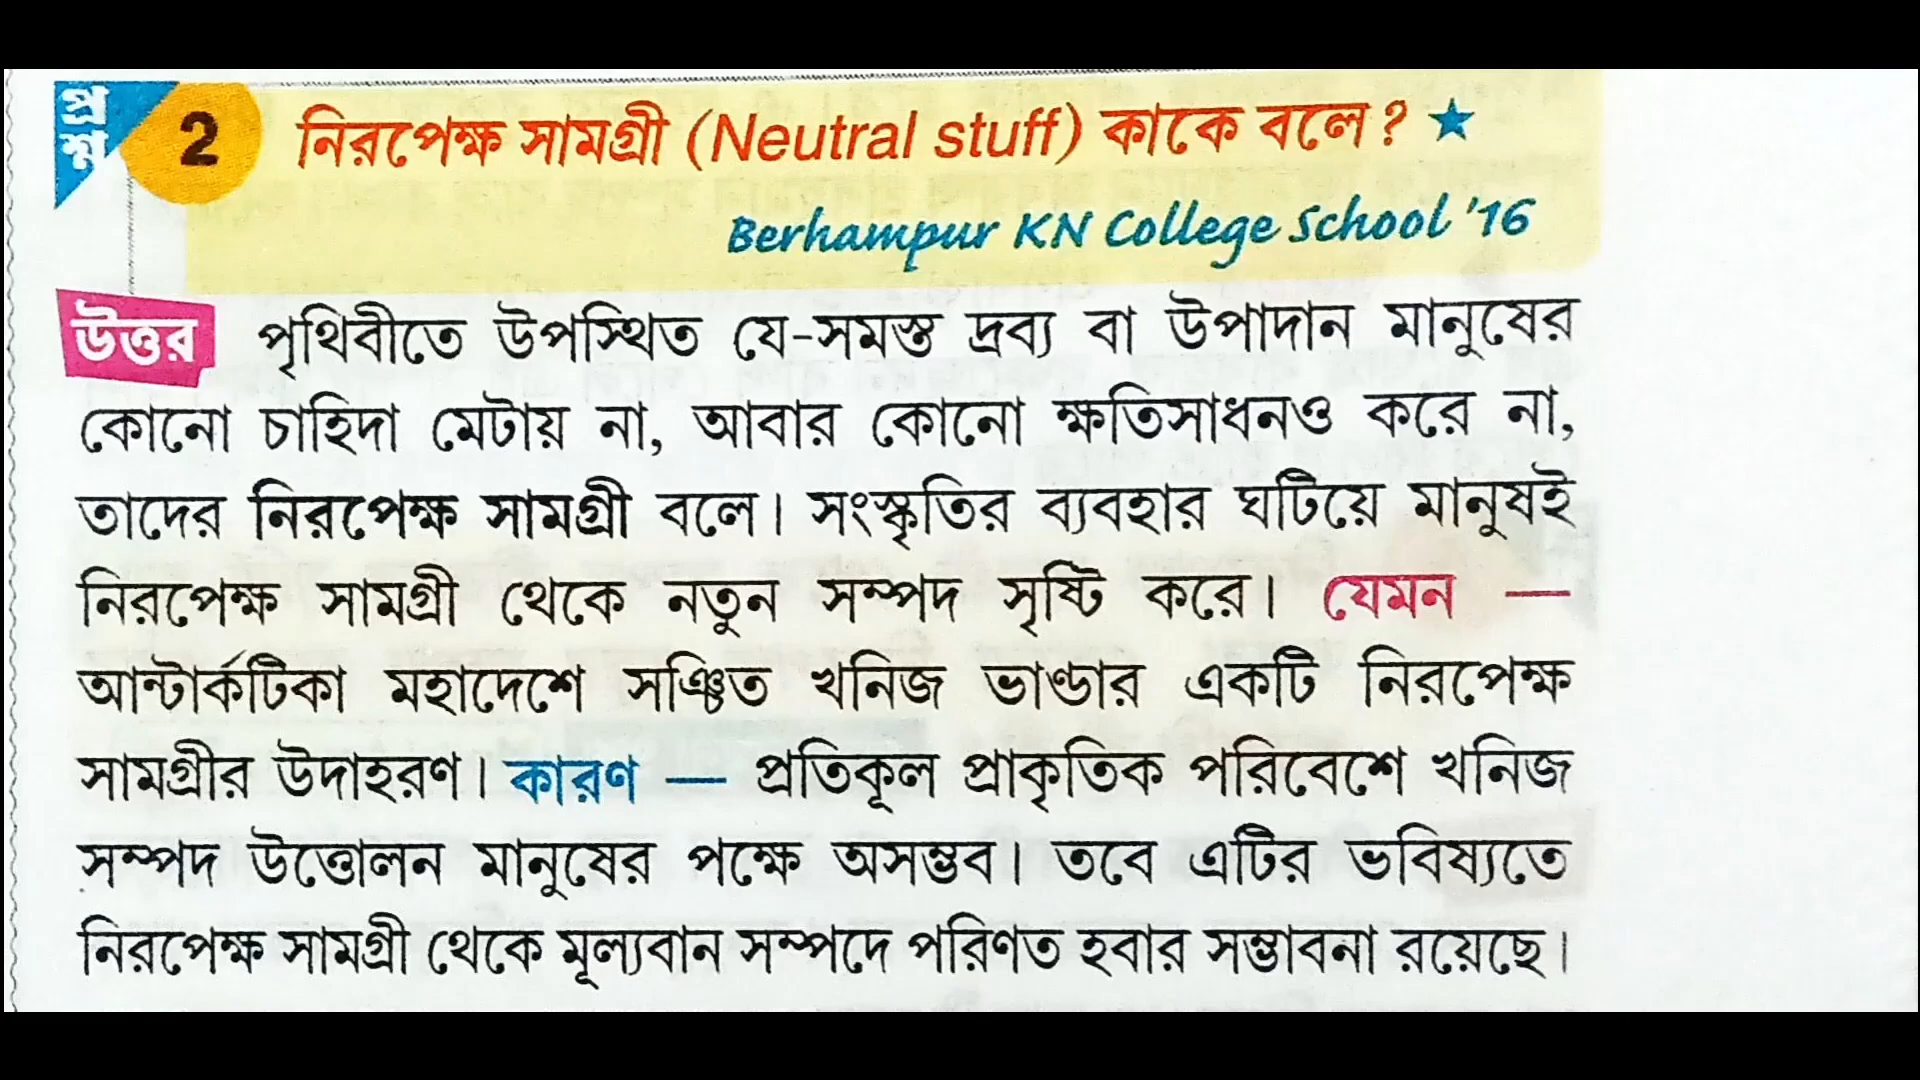 প্রশ্ন 2 নিরপেক্ষ সামগ্রী (Neutral stuff) কাকে বলে? ★
Berhampur KN College School '16
উত্তর পৃথিবীতে উপস্থিত যে-সমস্ত দ্রব্য বা উপাদান মানুষের
কোনো চাহিদা মেটায় না, আবার কোনো ক্ষতিসাধনও করে না,
তাদের নিরপেক্ষ সামগ্রী বলে। সংস্কৃতির ব্যবহার ঘটিয়ে মানুষই
নিরপেক্ষ সামগ্রী থেকে নতুন সম্পদ সৃষ্টি করে। যেমন —
আন্টার্কটিকা মহাদেশে সঞ্চিত খনিজ ভাণ্ডার একটি নিরপেক্ষ
সামগ্রীর উদাহরণ। কারণ — প্রতিকূল প্রাকৃতিক পরিবেশে খনিজ
সম্পদ উত্তোলন মানুষের পক্ষে অসম্ভব। তবে এটির ভবিষ্যতে
নিরপেক্ষ সামগ্রী থেকে মূল্যবান সম্পদে পরিণত হবার সম্ভাবনা রয়েছে।